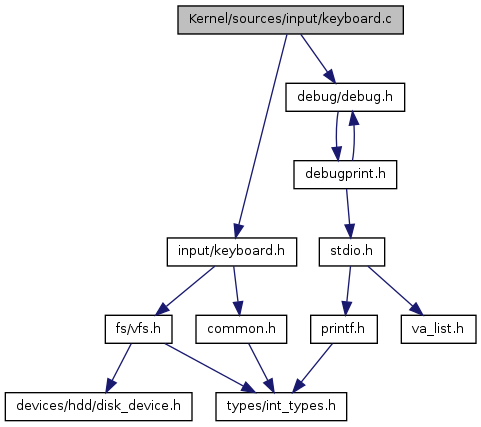 Kernel/sources/input/keyboard.c
debug/debug.h
debugprint.h
input/keyboard.h
stdio.h
fs/vfs.h
common.h
printf.h
va_list.h
devices/hdd/disk_device.h
types/int_types.h